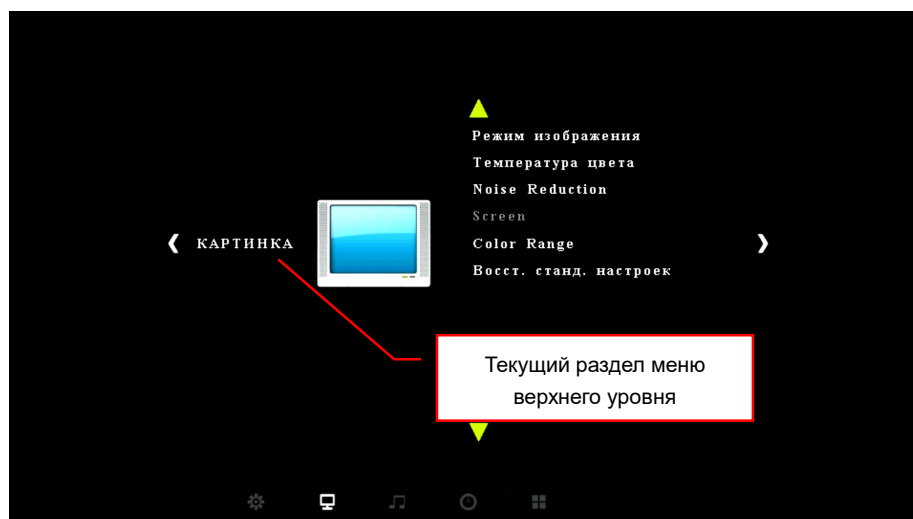 Режим изображения
Температура цвета
Noise Reduction
Screen
КАРТИНКА
Color Range
Восст. станд. настроек
Текущий раздел меню
верхнего уровня